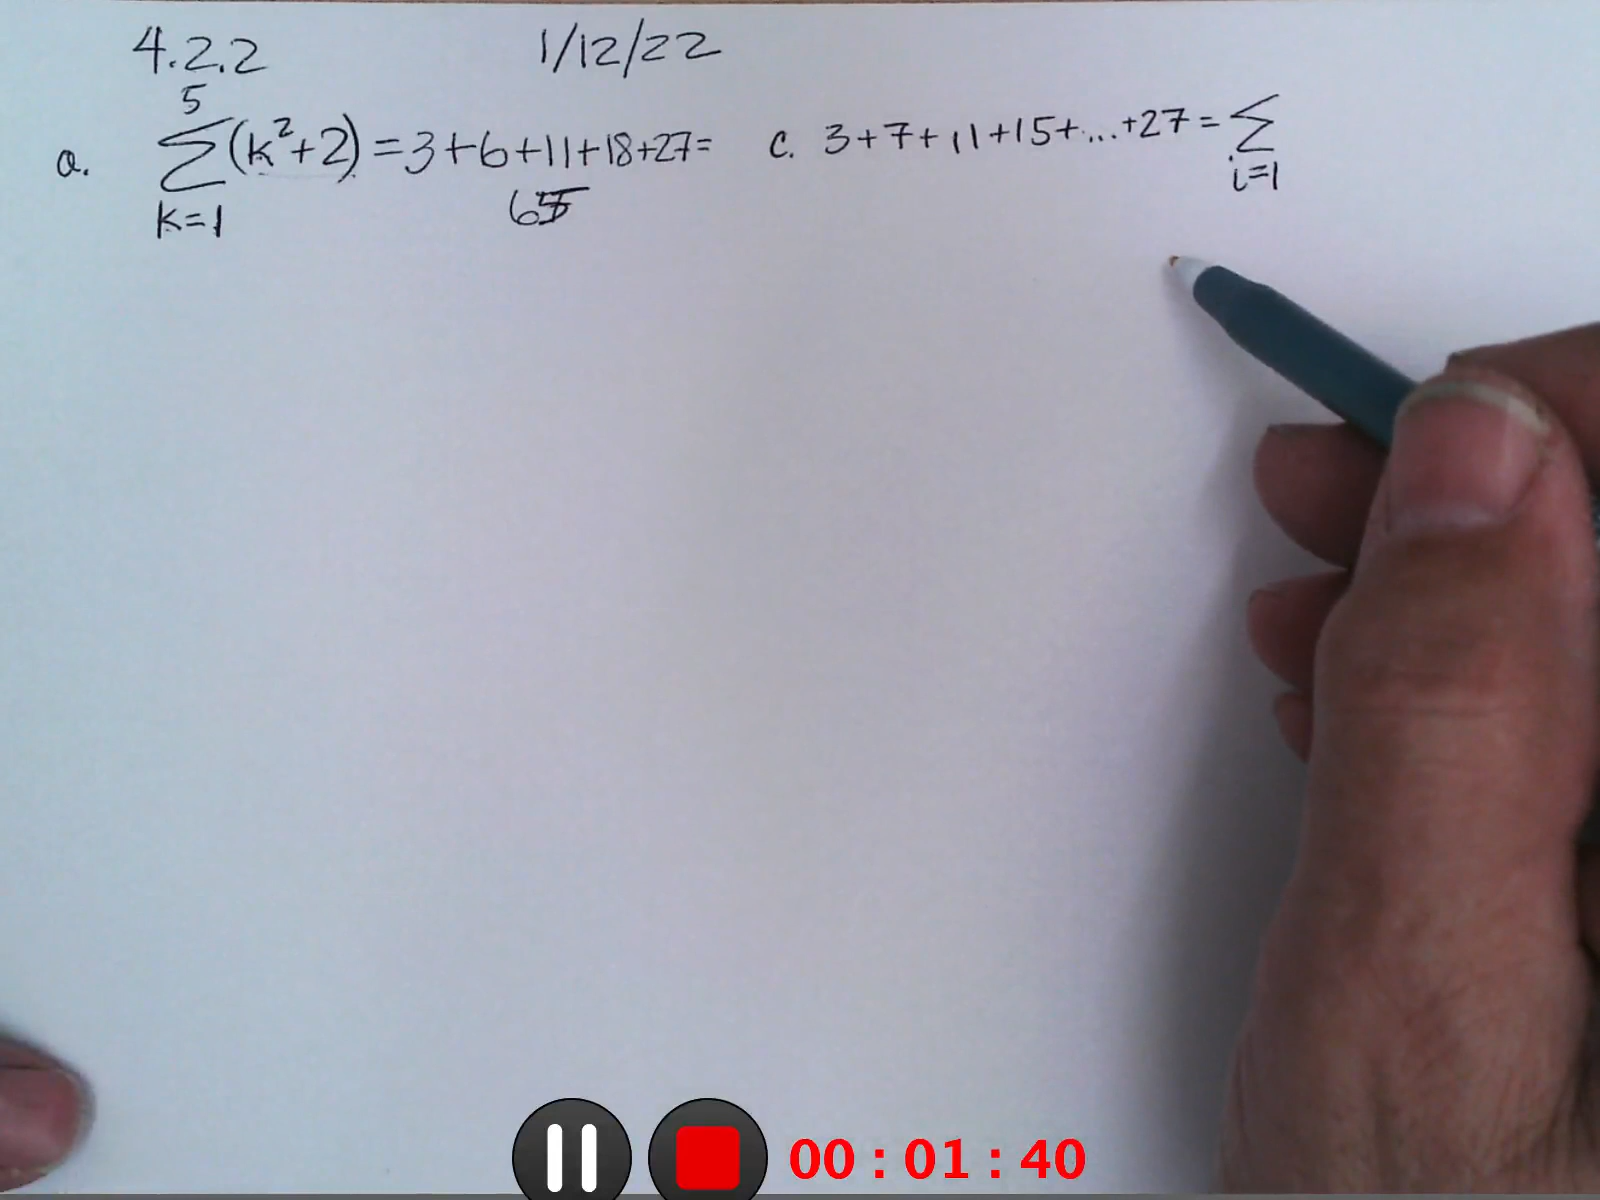 4.2.2 1/12/22
5
a. ∑(k²+2) = 3+6+11+18+27=
k=1
65
c. 3+7+11+15+...+27 = ∑
i=1
00:01:40